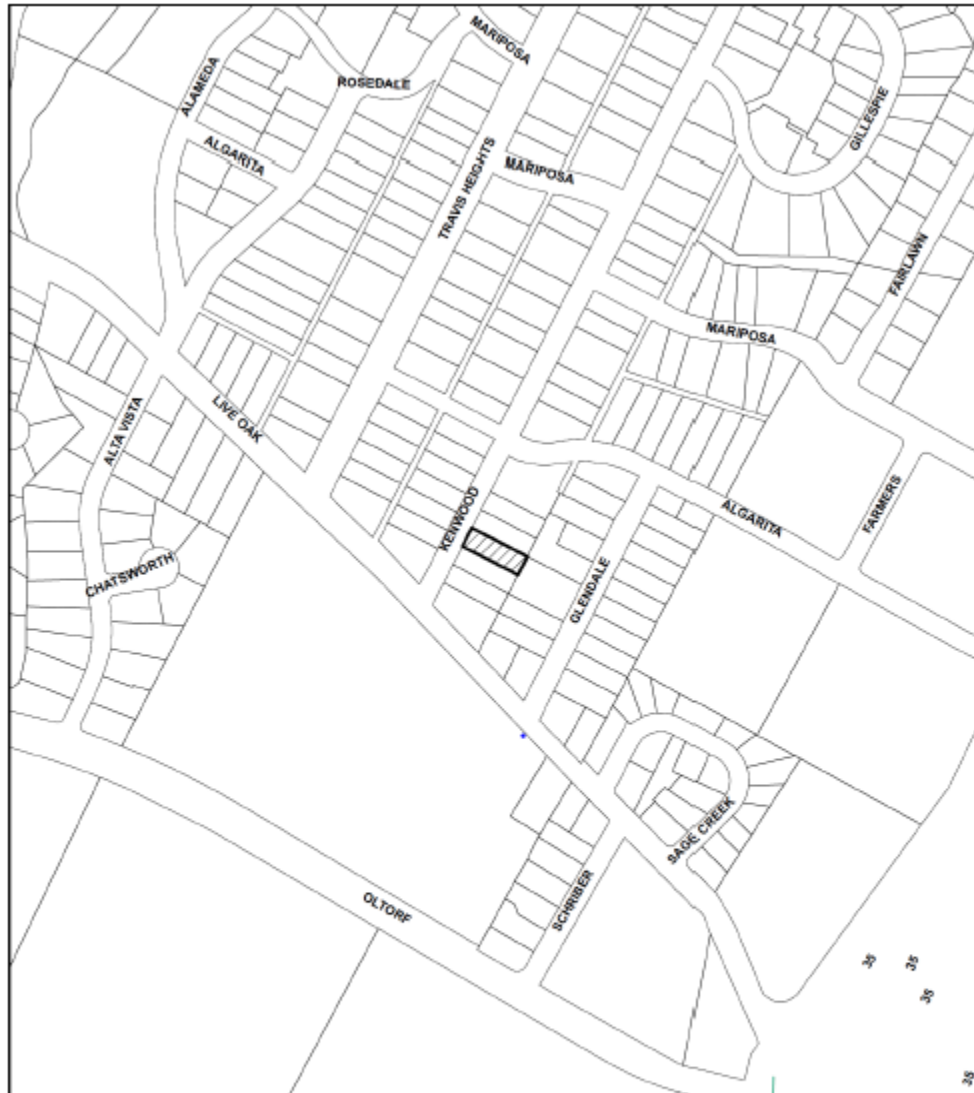 MARIPOSA
ROSEDALE
ALAMEDA
ALGARITA
GILLESPIE
TRAVIS HEIGHTS
MARIPOSA
FAIRLAWN
MARIPOSA
LIVE OAK
ALTA VISTA
KENWOOD
ALGARITA
FARMERS
CHATSWORTH
GLENDALE
SAGE CREEK
SCHRIBER
OLTORF
35
35
35
35